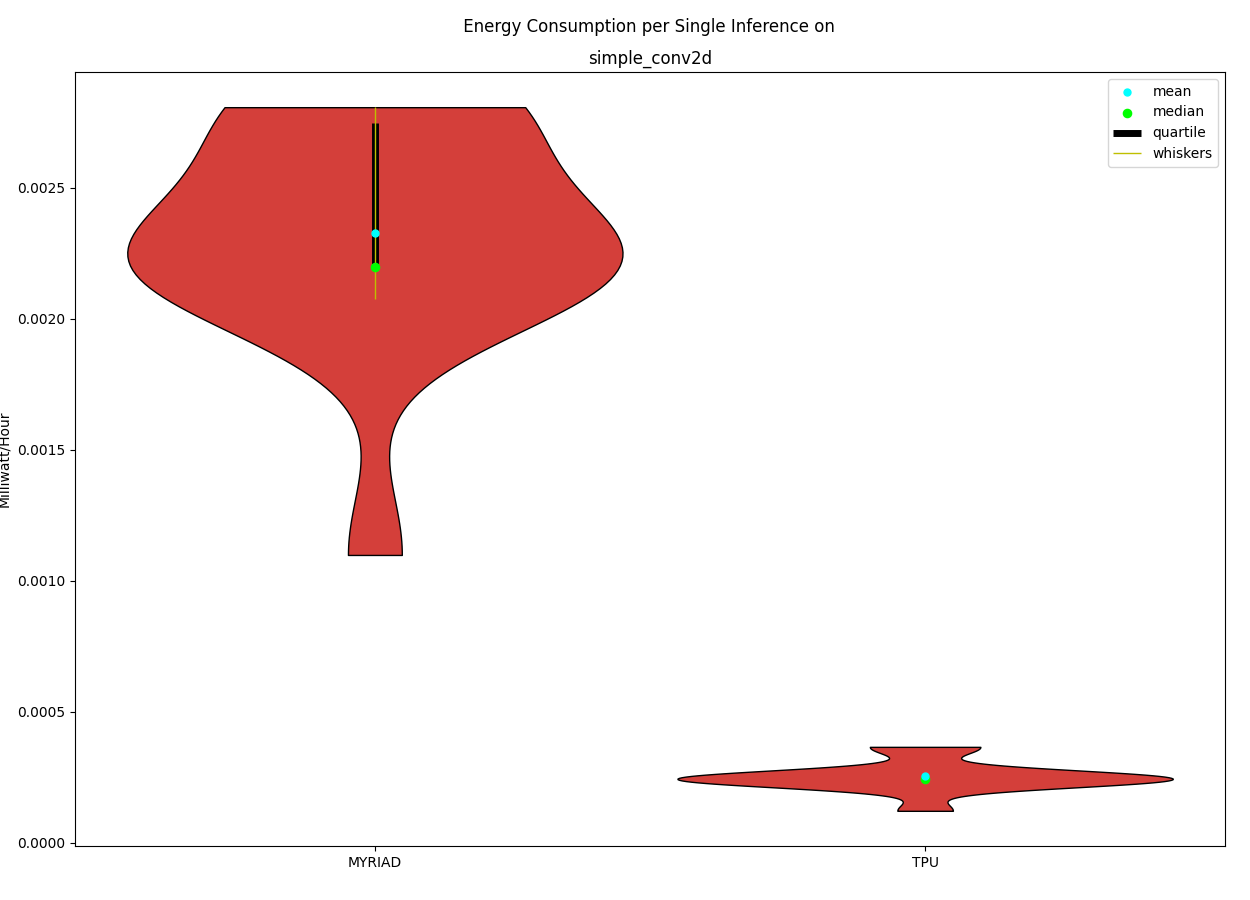 Energy Consumption per Single Inference on
simple_conv2d
mean
median
quartile
whiskers
Milliwatt/Hour
0.0025
0.0020
0.0015
0.0010
0.0005
0.0000
MYRIAD
TPU